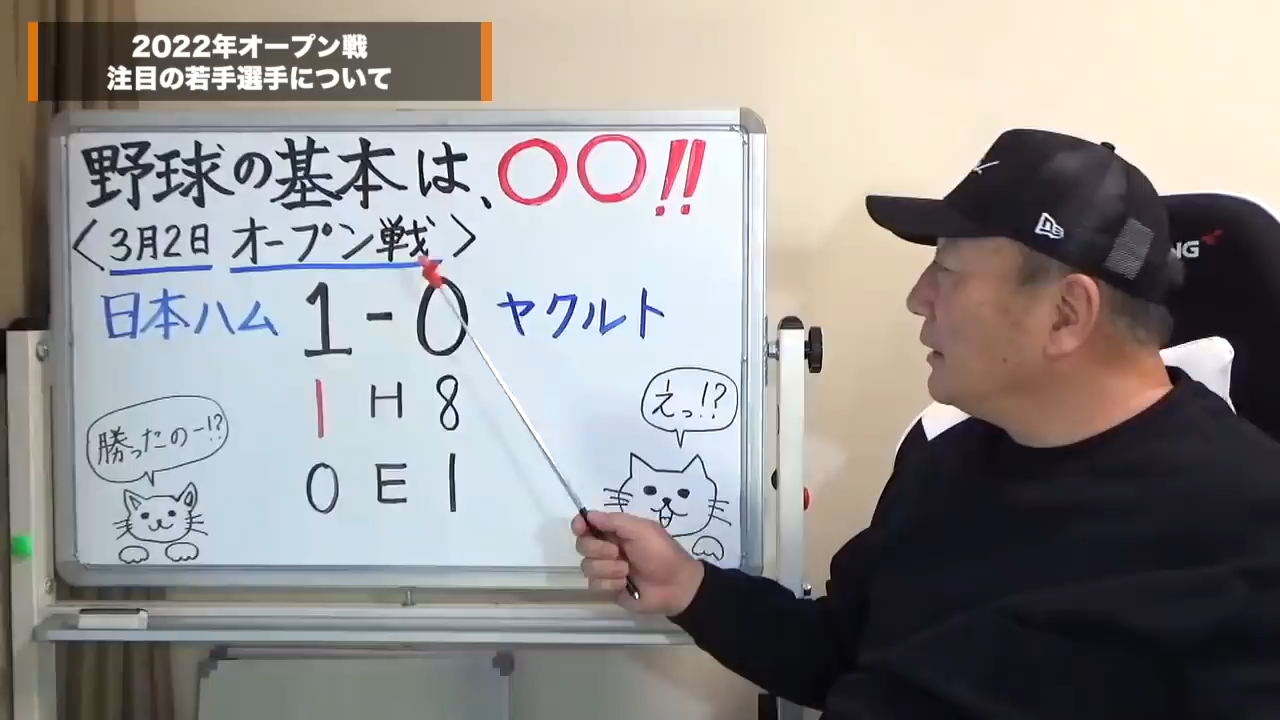 2022年オープン戦
注目の若手選手について
野球の基本は、〇〇!!
〈3月2日 オープン戦〉
日本ハム 1-0 ヤクルト
1 H 8
0 E 1
勝ったのー!?
えっ!?